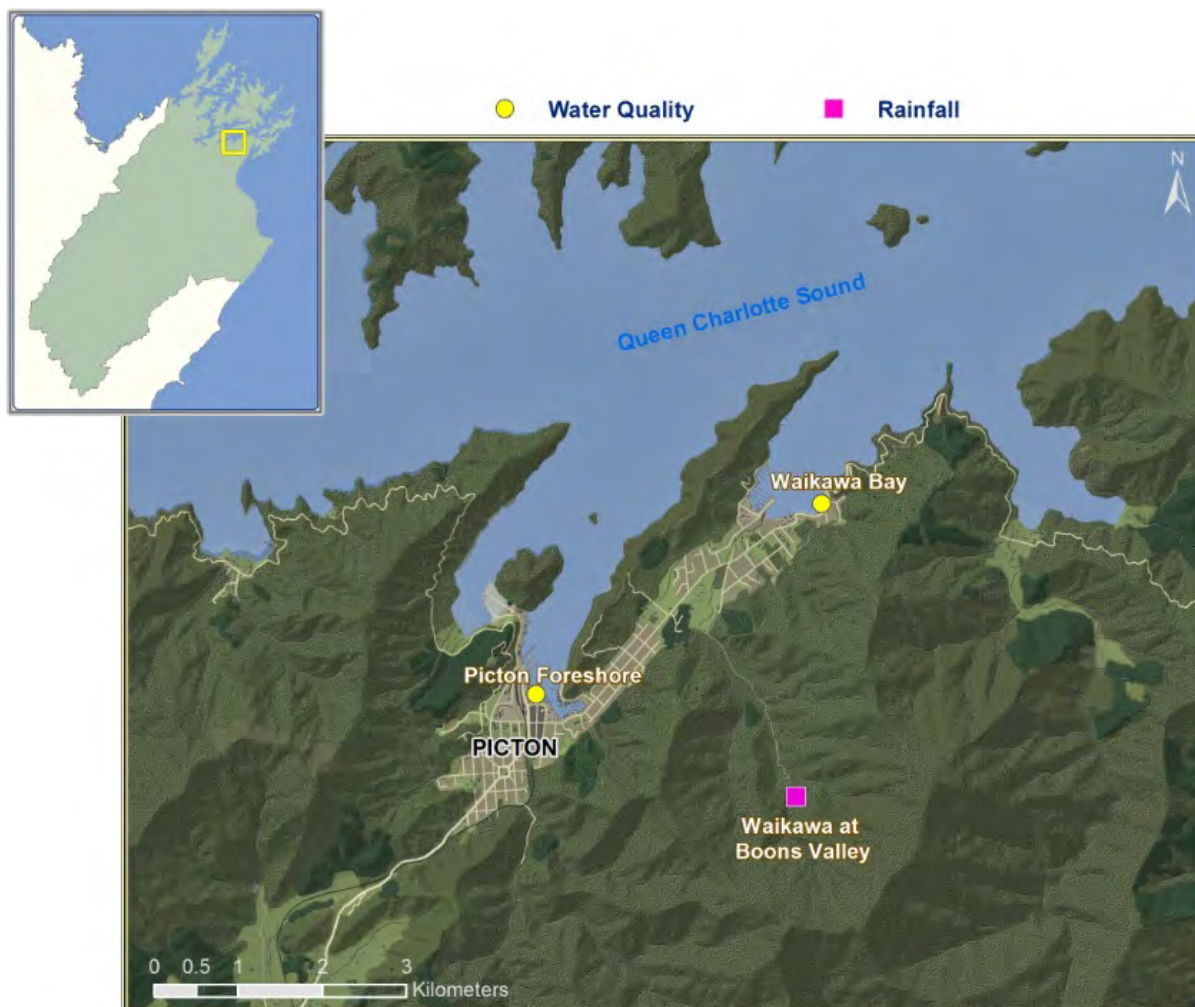 Water Quality
Rainfall
N
Queen Charlotte Sound
Waikawa Bay
Picton Foreshore
PICTON
Waikawa at
Boons Valley
0 0.5 1 2 3
Kilometers